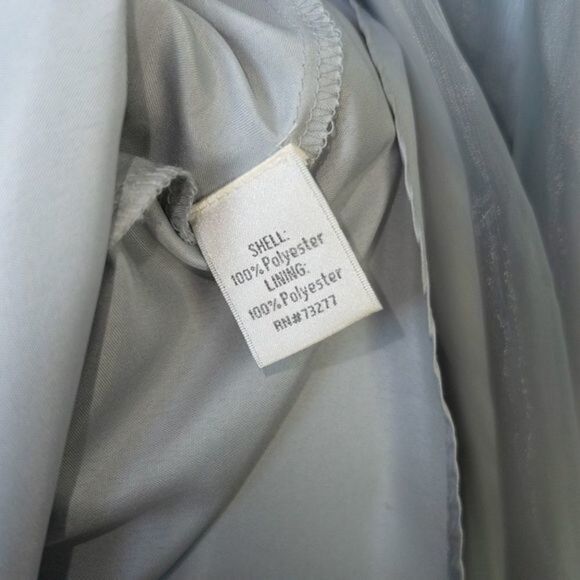 SHELL:
100% Polyester
LINING:
100% Polyester
RN#73277